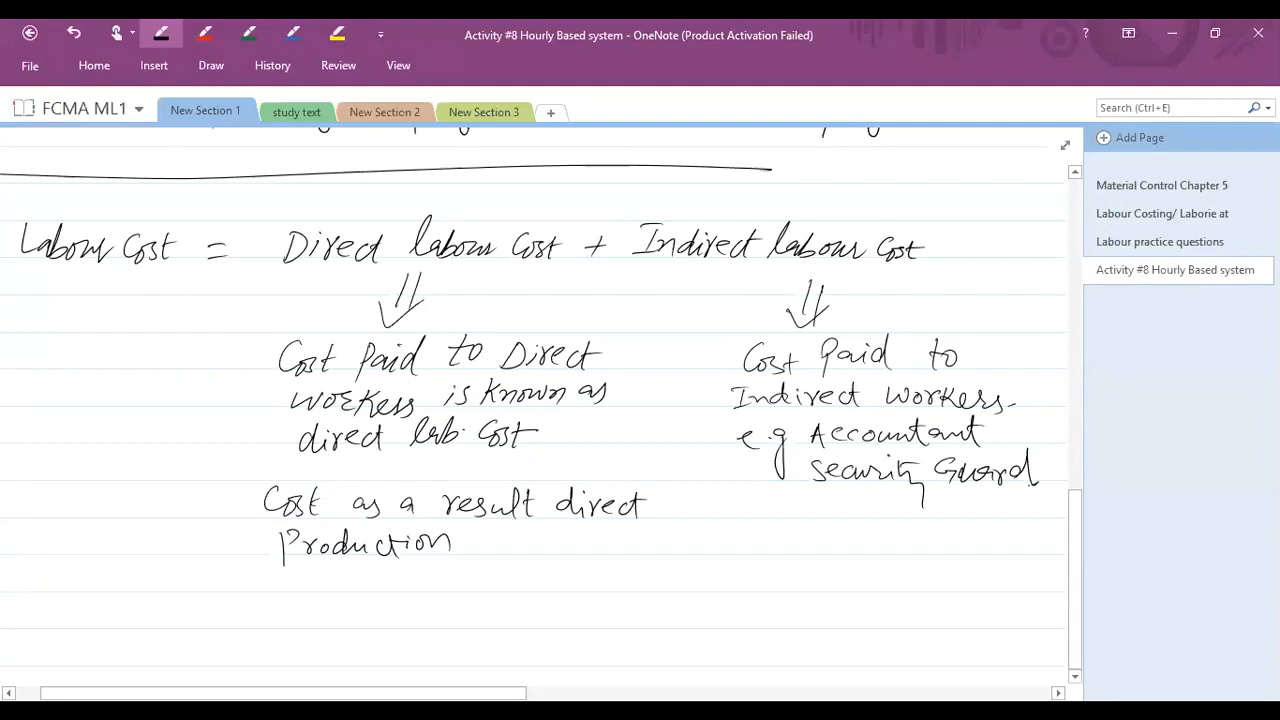 Activity #8 Hourly Based system - OneNote (Product Activation Failed)
?
File Home Insert Draw History Review View
FCMA ML1 New Section 1 study text New Section 2 New Section 3 +
Search (Ctrl+E)
Add Page
Material Control Chapter 5
Labour Costing/ Laborie at
Labour practice questions
Activity #8 Hourly Based system
Labour Cost = Direct labour Cost + Indirect labour Cost
Cost Paid to Direct
workers is known as
direct lab. Cost
Cost as a result direct
Production
Cost Paid to
Indirect workers.
e.g Accountant
Security Guard